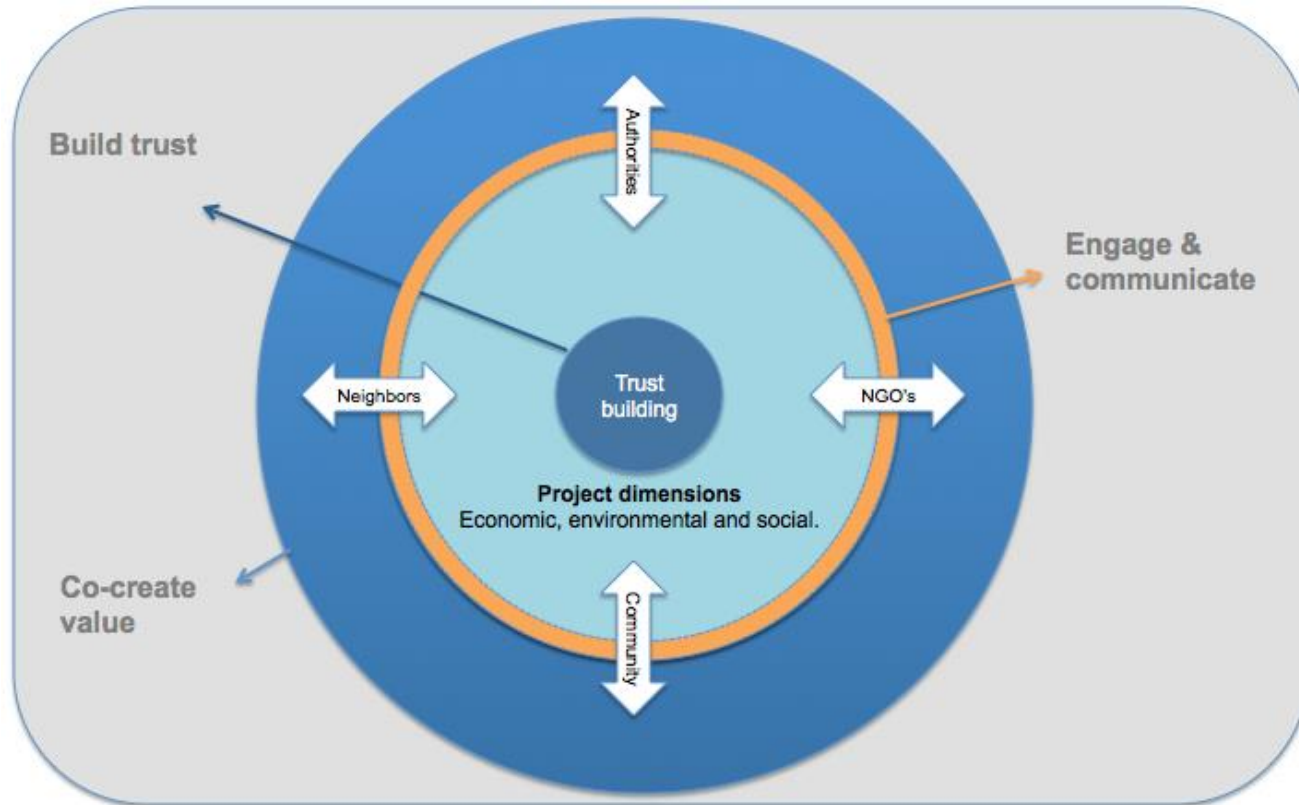 Authorities
Build trust
Engage &
communicate
Neighbors
Trust
building
NGO's
Project dimensions
Economic, environmental and social.
Co-create
value
Community